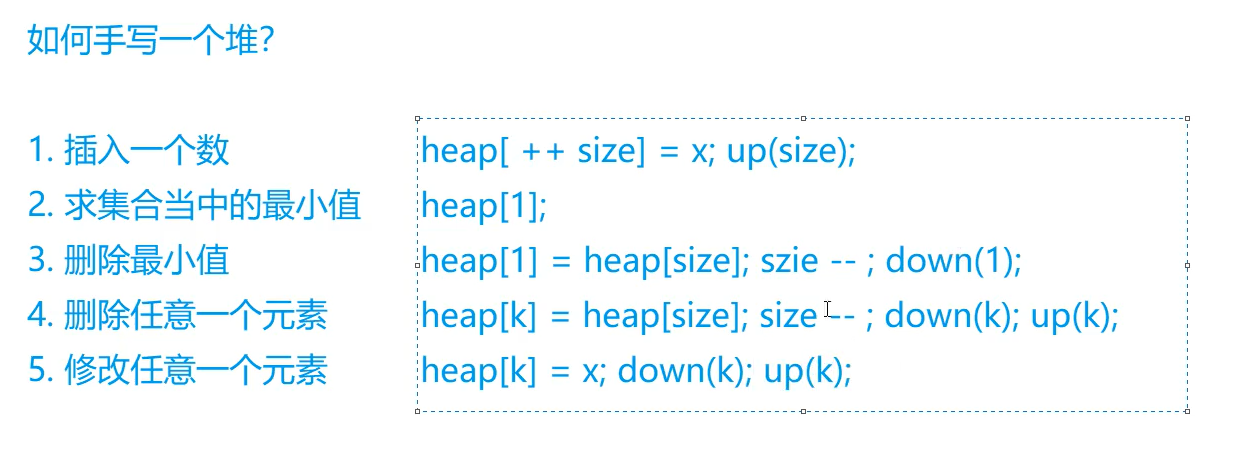 如何手写一个堆？
1. 插入一个数 heap[ ++ size] = x; up(size);
2. 求集合当中的最小值 heap[1];
3. 删除最小值 heap[1] = heap[size]; szie -- ; down(1);
4. 删除任意一个元素 heap[k] = heap[size]; size -- ; down(k); up(k);
5. 修改任意一个元素 heap[k] = x; down(k); up(k);